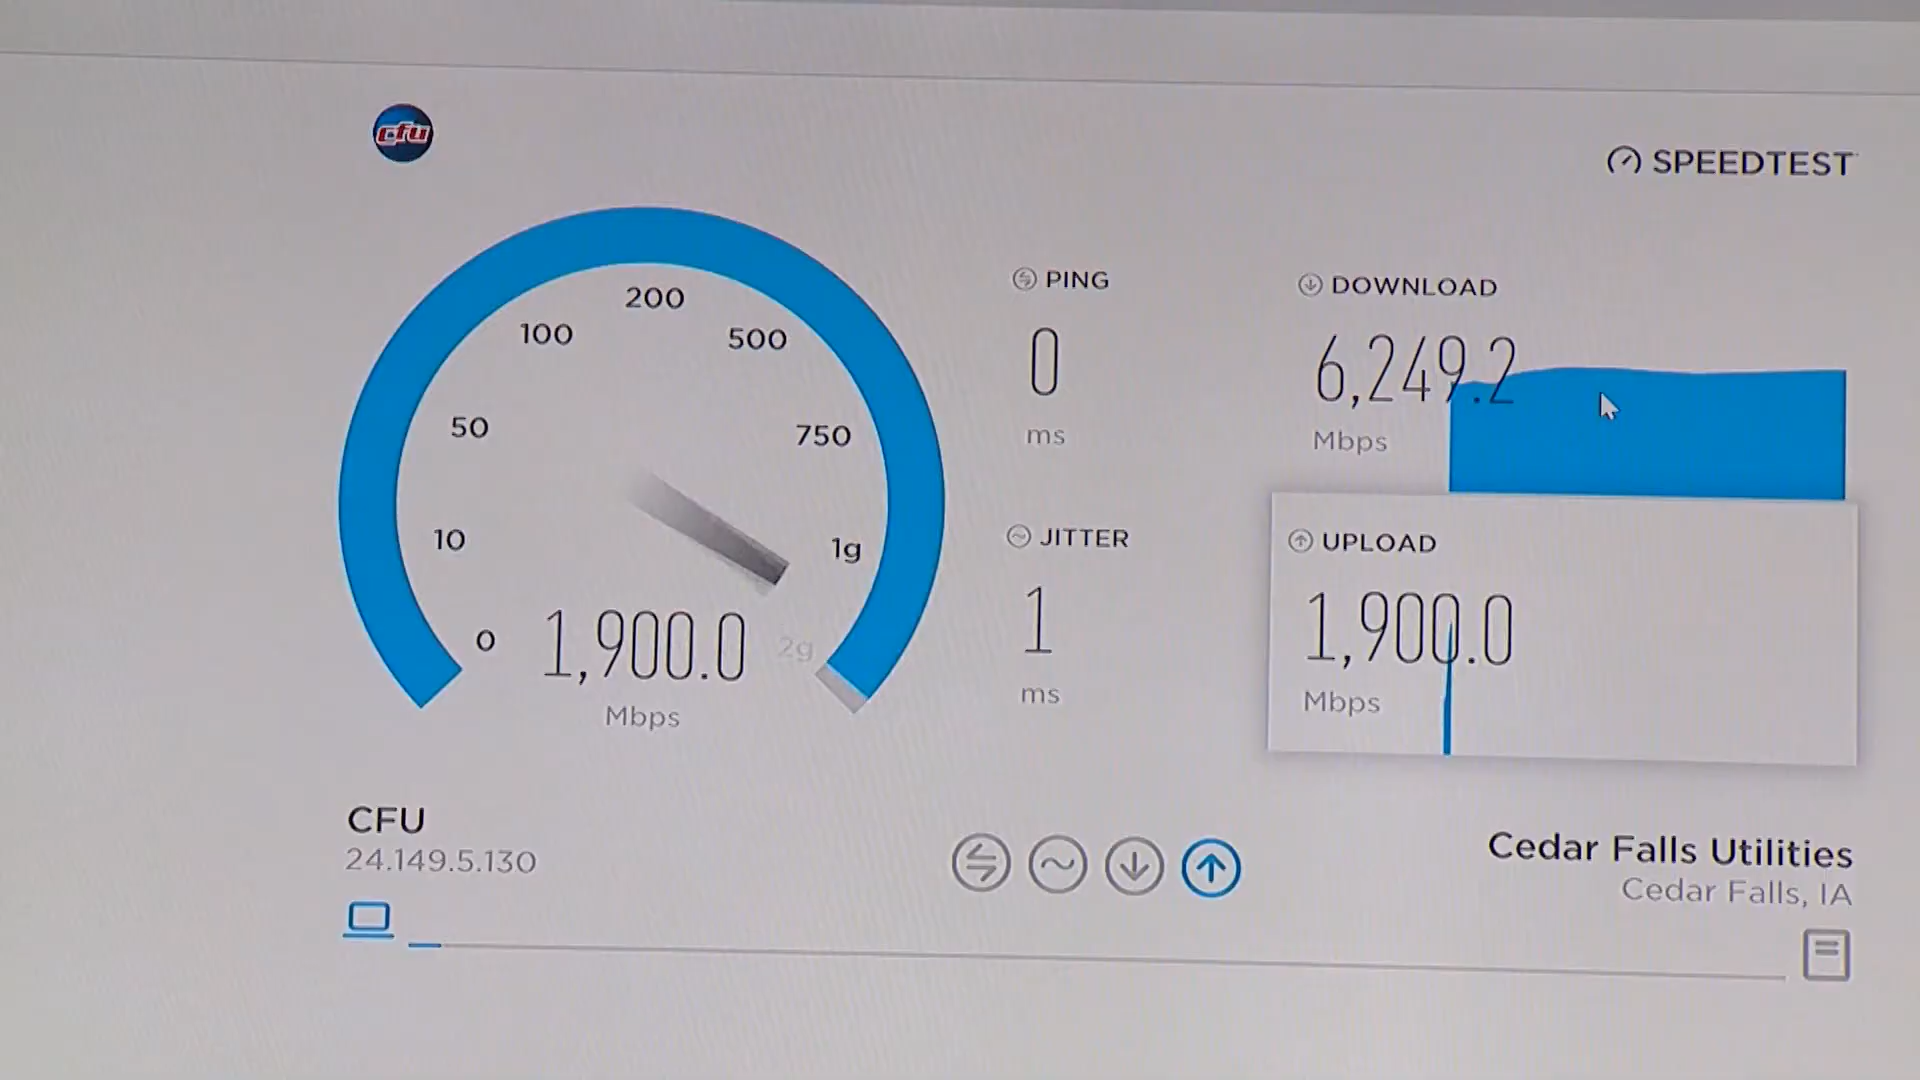 cfu
SPEEDTEST
0
10
50
100
200
500
750
1g
2g
1,900.0
Mbps
PING
0
ms
DOWNLOAD
6,249.2
Mbps
JITTER
1
ms
UPLOAD
1,900.0
Mbps
CFU
24.149.5.130
Cedar Falls Utilities
Cedar Falls, IA